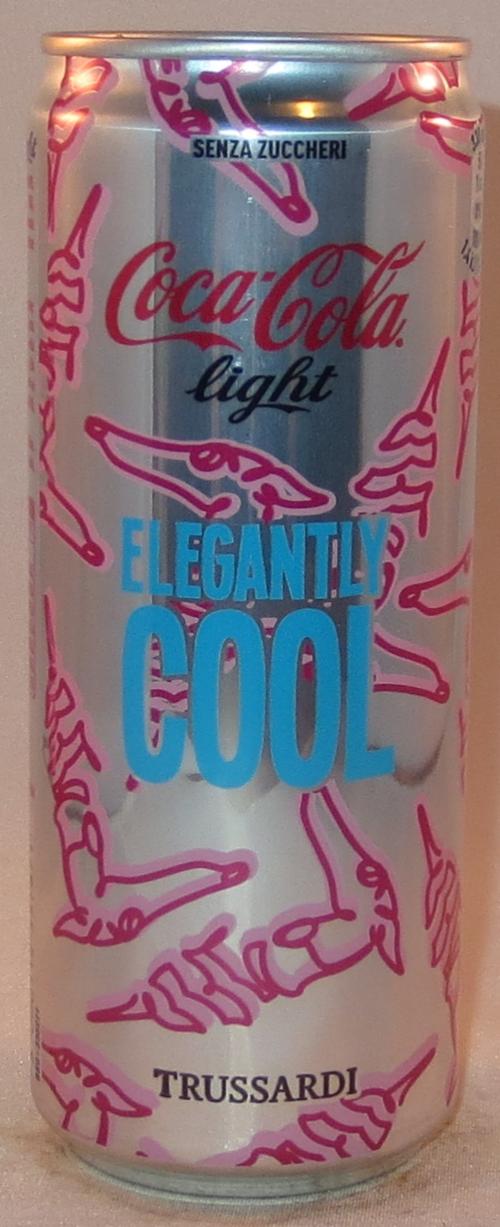 SENZA ZUCCHERI
Coca-Cola
light
ELEGANTLY
COOL
TRUSSARDI